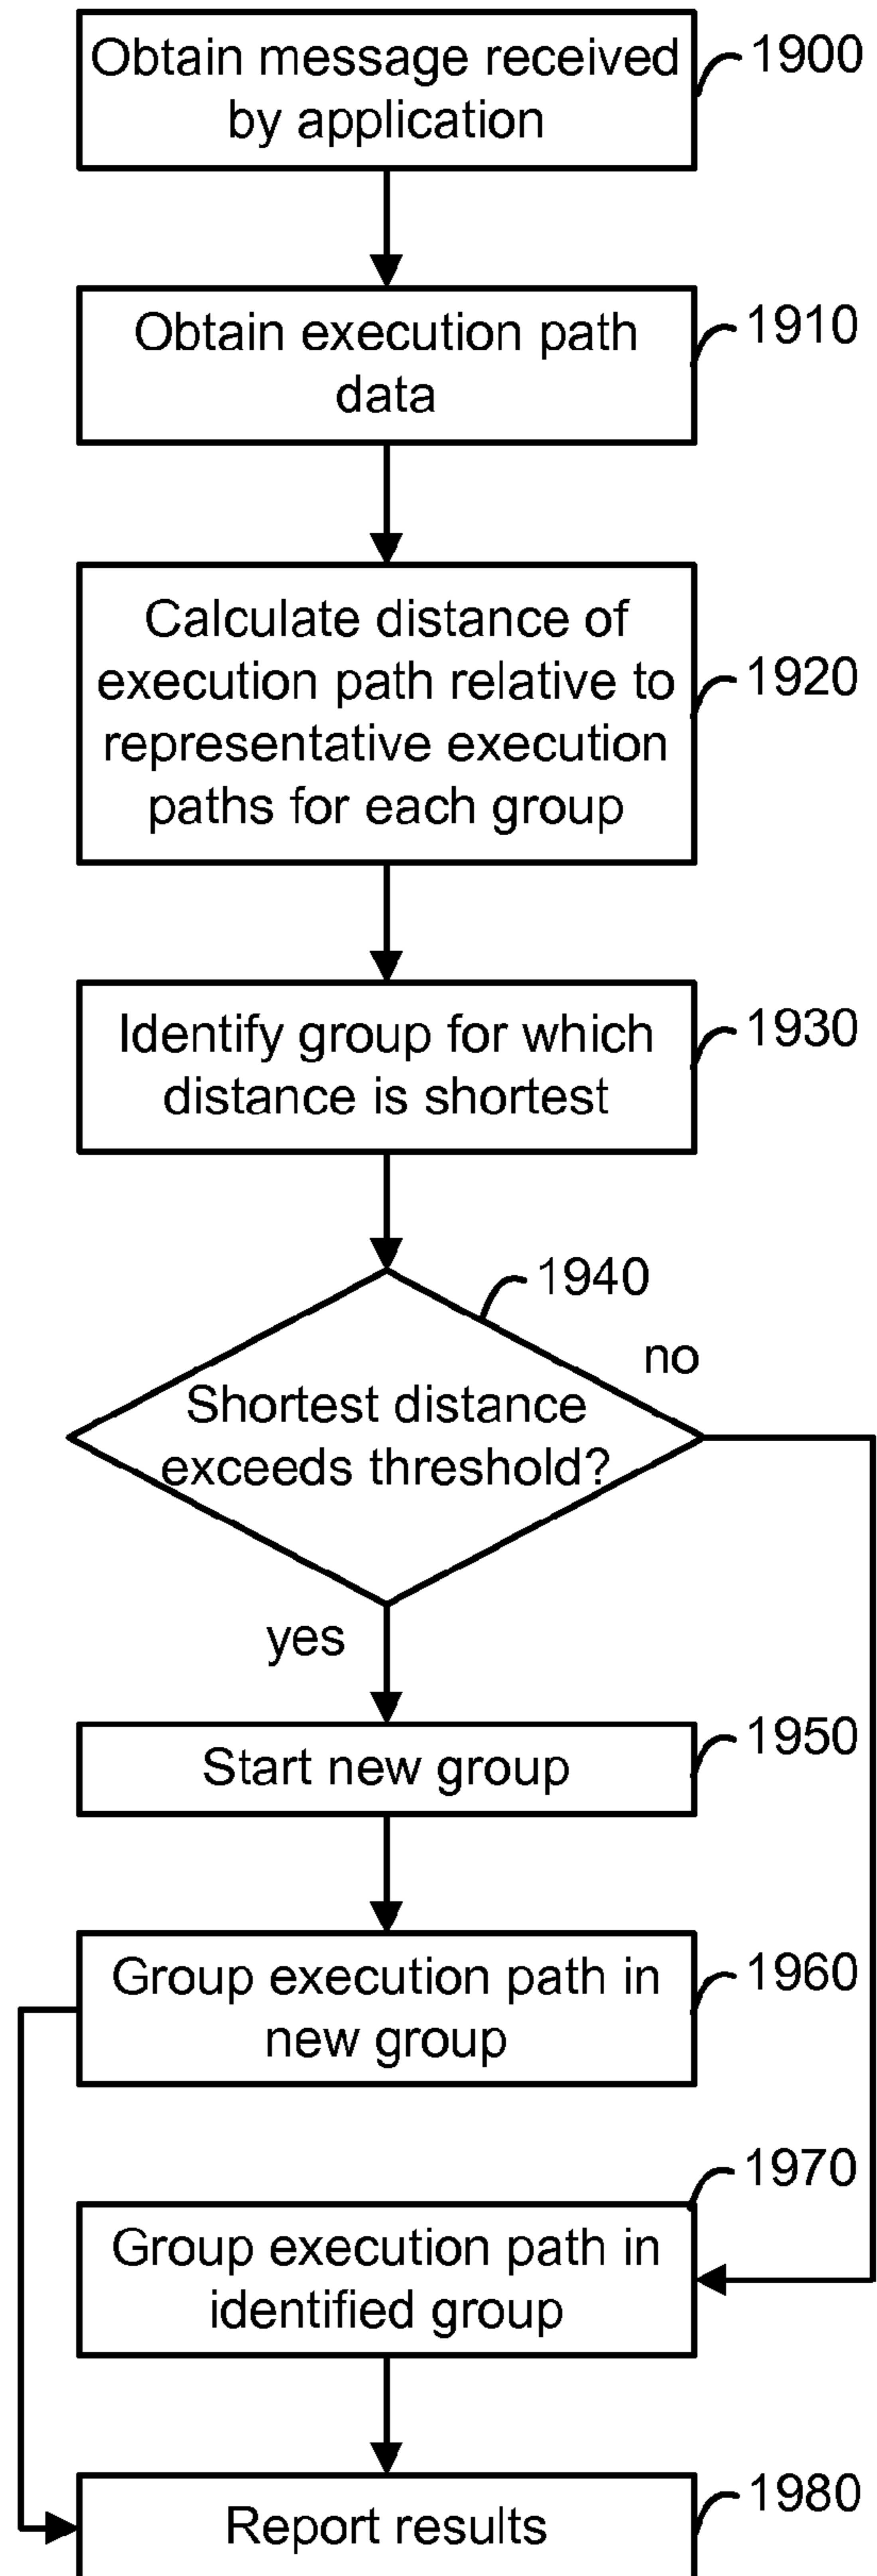 Obtain message received
by application
1900
Obtain execution path
data
1910
Calculate distance of
execution path relative to
representative execution
paths for each group
1920
Identify group for which
distance is shortest
1930
1940
no
Shortest distance
exceeds threshold?
yes
Start new group
1950
Group execution path in
new group
1960
1970
Group execution path in
identified group
Report results
1980